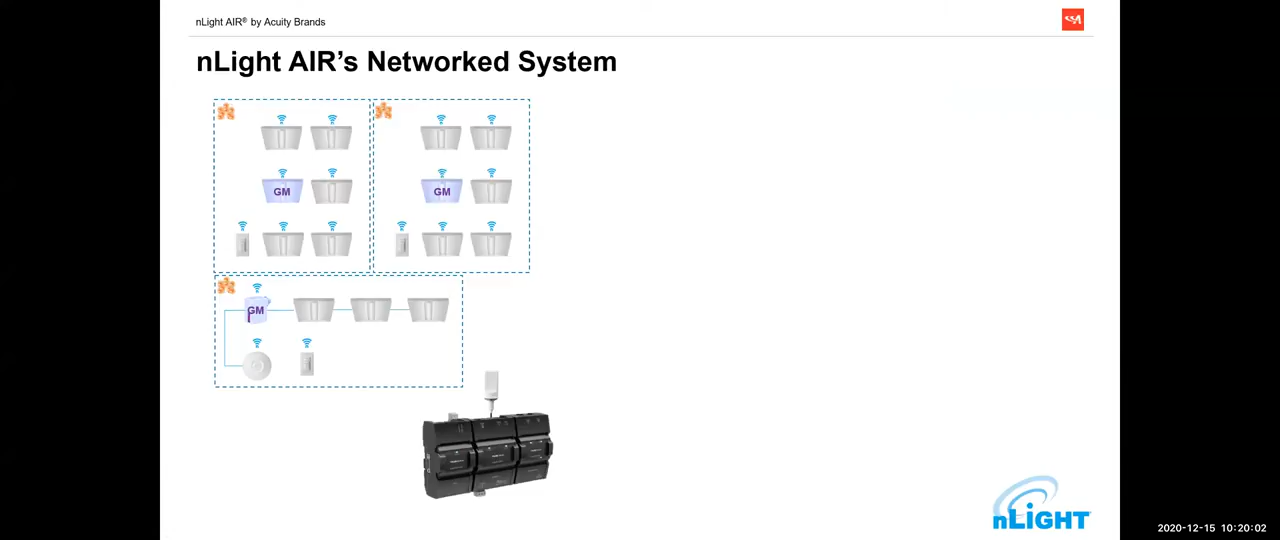 nLight AIR® by Acuity Brands
nLight AIR's Networked System
GM
GM
GM
nLIGHT
2020-12-15 10:20:02